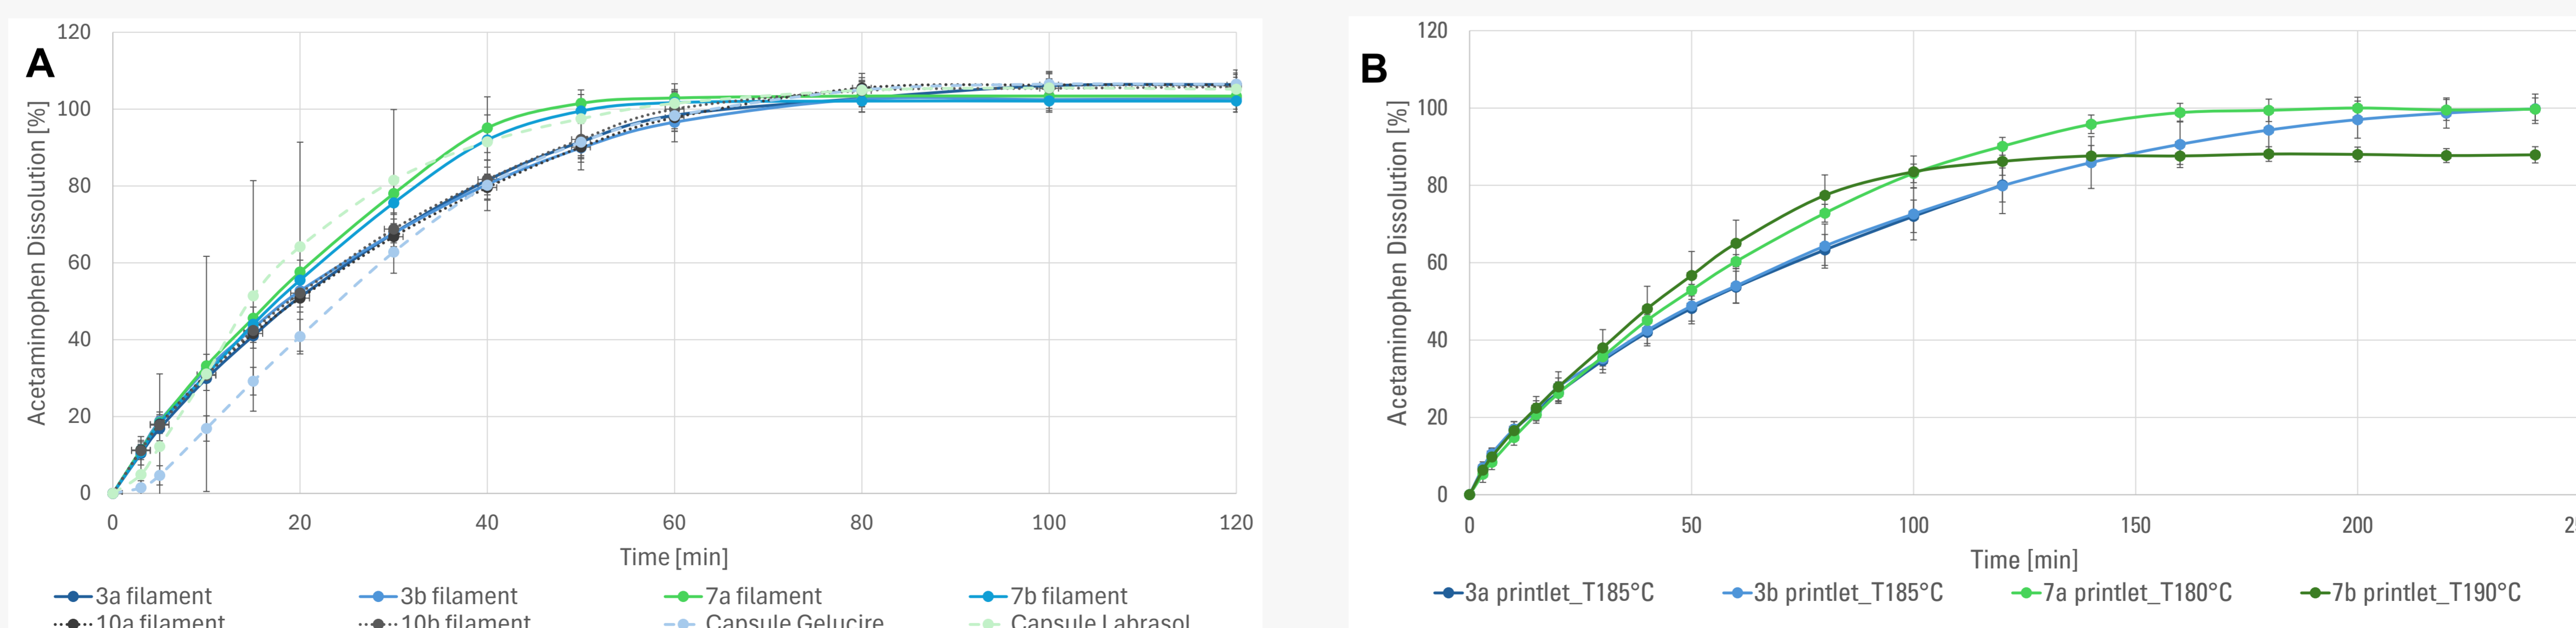 A
Acetaminophen Dissolution [%]
120
100
80
60
40
20
0
0 20 40 60 80 100 120
Time [min]
3a filament 3b filament 7a filament 7b filament
10a filament 10b filament Capsule Gelucire Capsule Labrasol
B
Acetaminophen Dissolution [%]
120
100
80
60
40
20
0
0 50 100 150 200
Time [min]
3a printlet_T185°C 3b printlet_T185°C 7a printlet_T180°C 7b printlet_T190°C